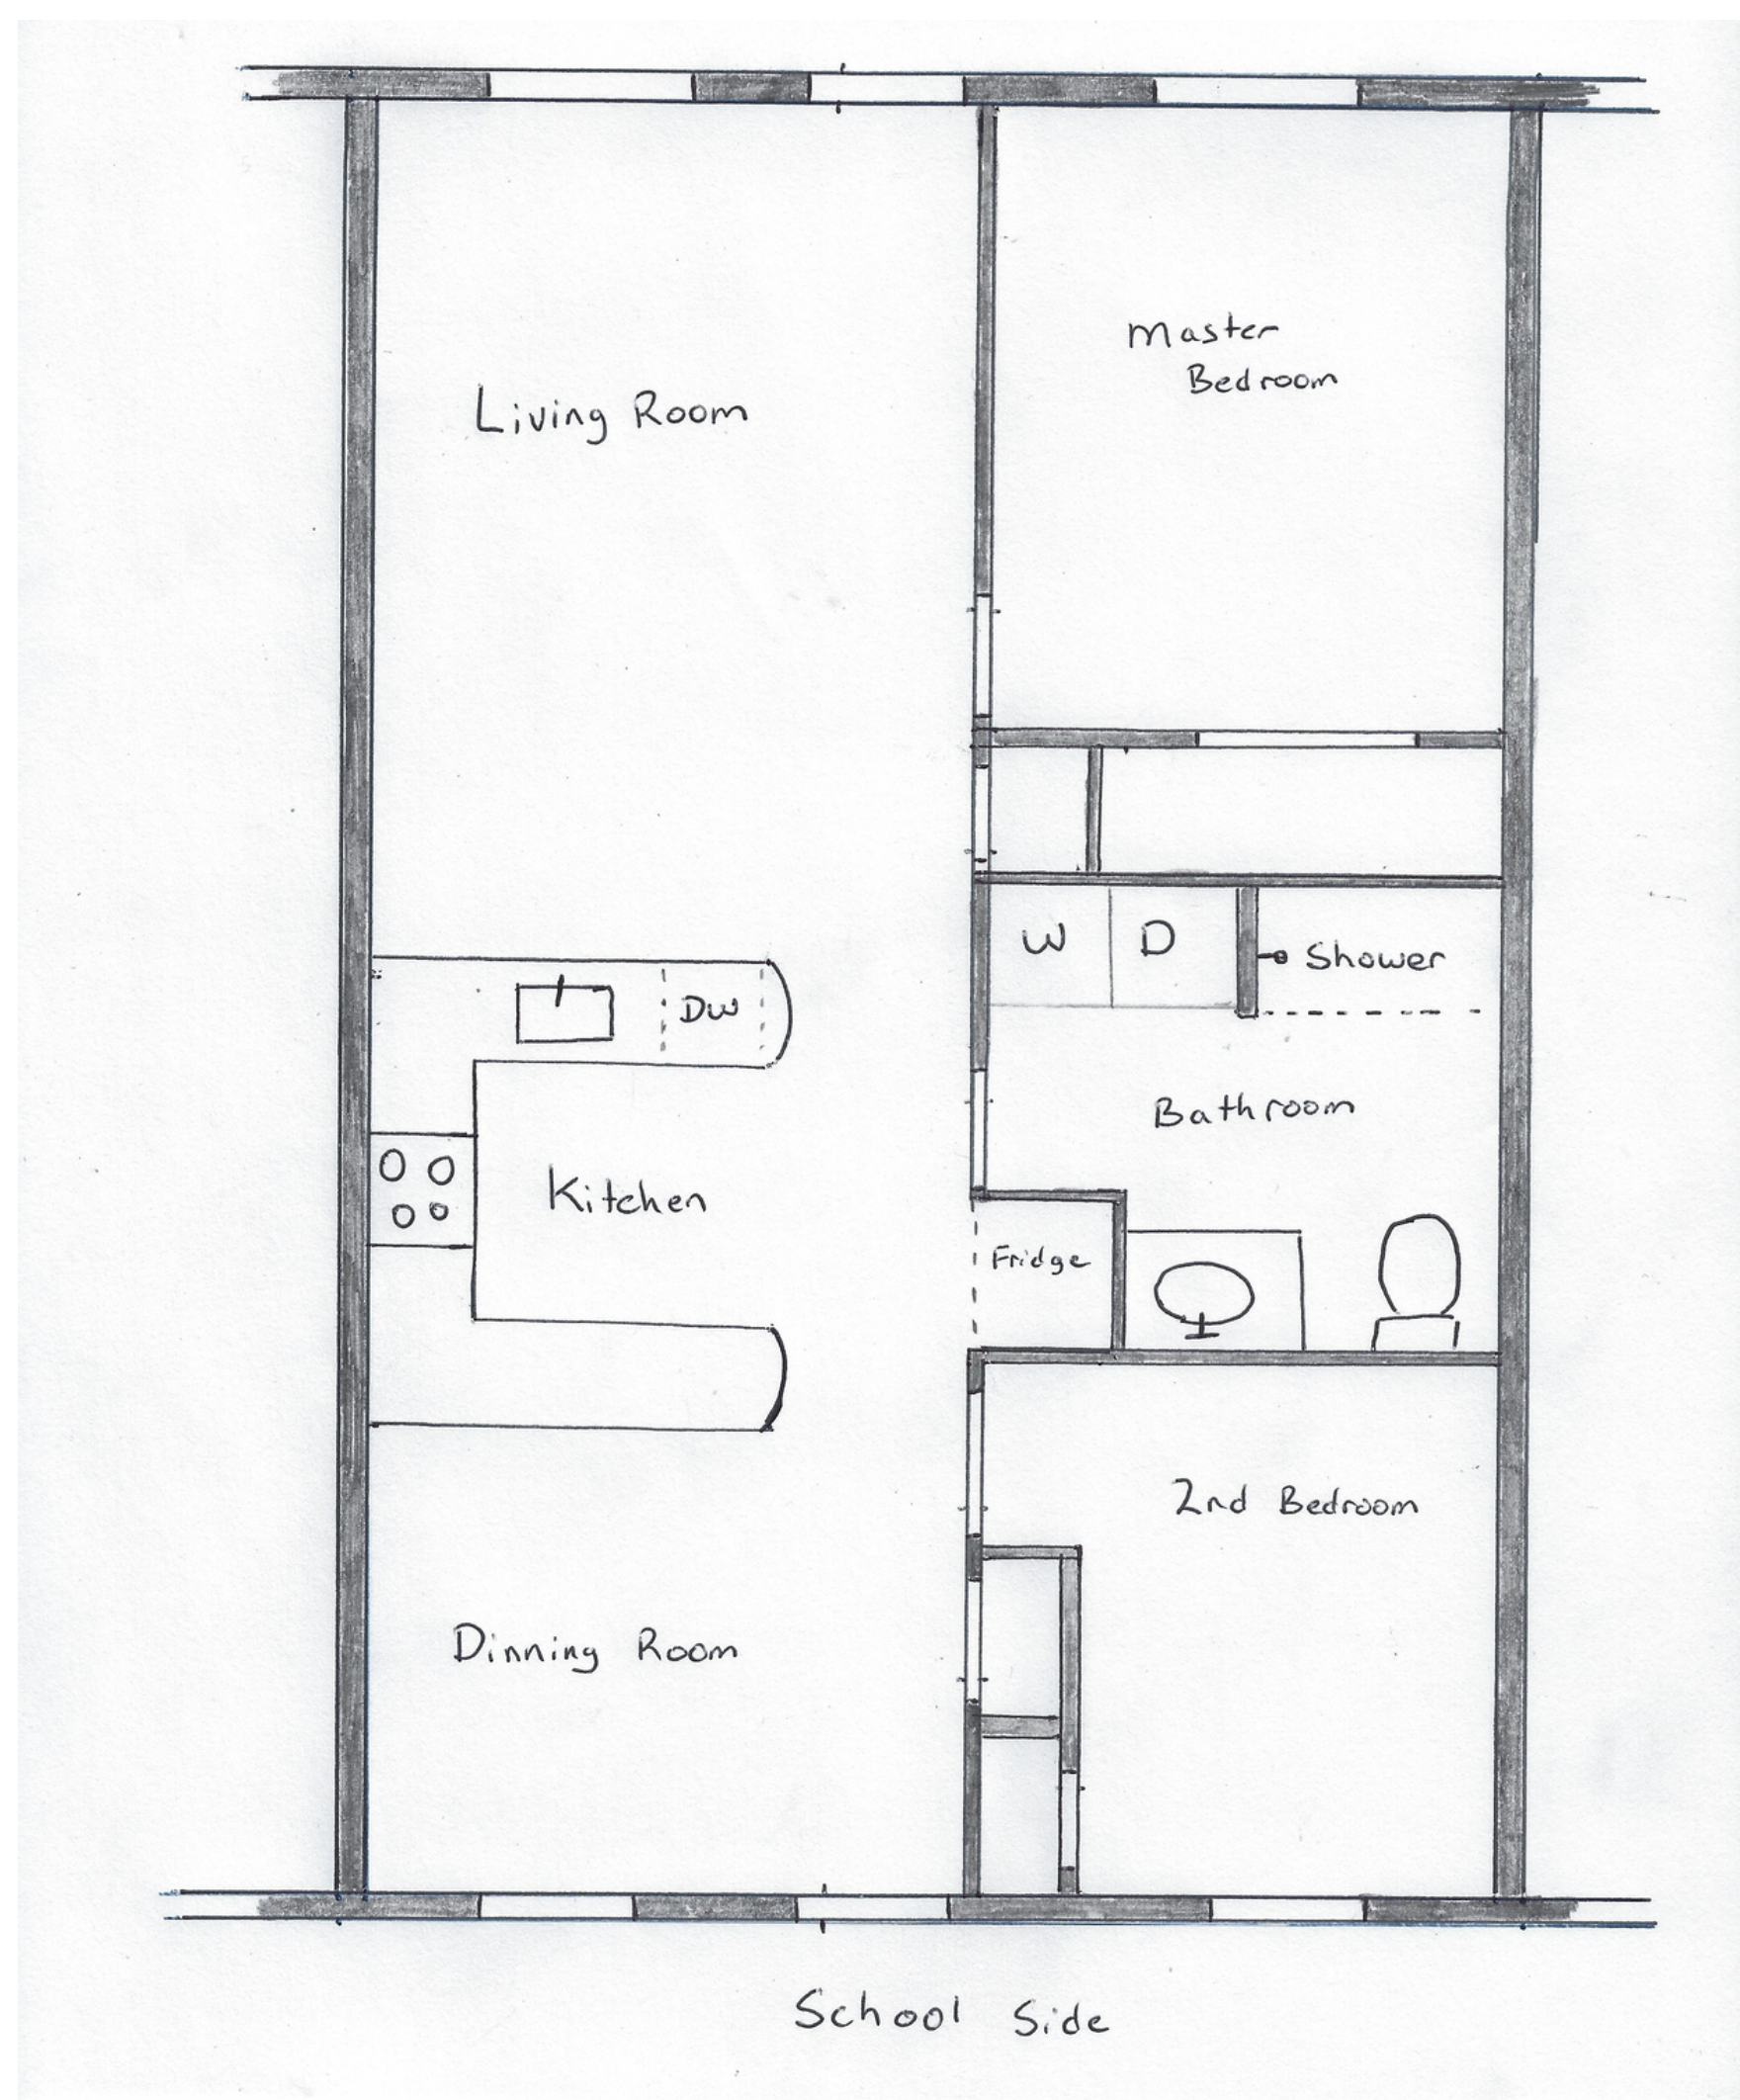 Master
Bedroom
Living Room
W D
Shower
DW
Bathroom
Kitchen
Fridge
2nd Bedroom
Dinning Room
School Side